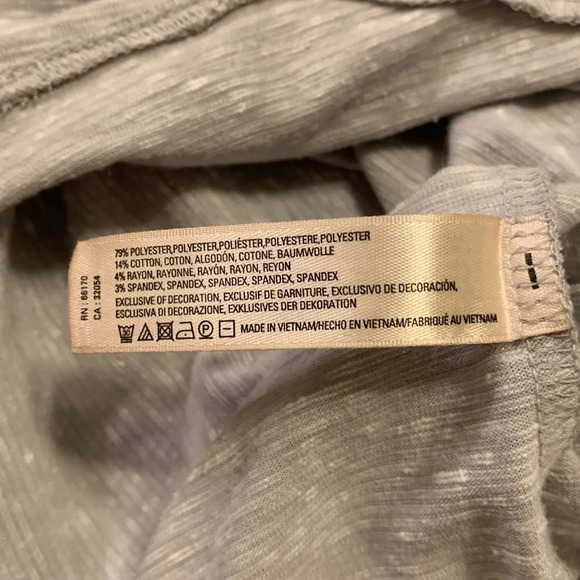 79% POLYESTER,POLYESTER,POLIÉSTER,POLYESTERE,POLYESTER
14% COTTON, COTON, ALGODÓN, COTONE, BAUMWOLLE
4% RAYON, RAYONNE, RAYÓN, RAYON, REYON
3% SPANDEX, SPANDEX, SPANDEX, SPANDEX, SPANDEX
EXCLUSIVE OF DECORATION, EXCLUSIF DE GARNITURE, EXCLUSIVO DE DECORACIÓN,
ESCLUSIVA DI DECORAZIONE, EXKLUSIVES DER DEKORATION
MADE IN VIETNAM/HECHO EN VIETNAM/FABRIQUÉ AU VIETNAM
RN : 66170
CA : 32054